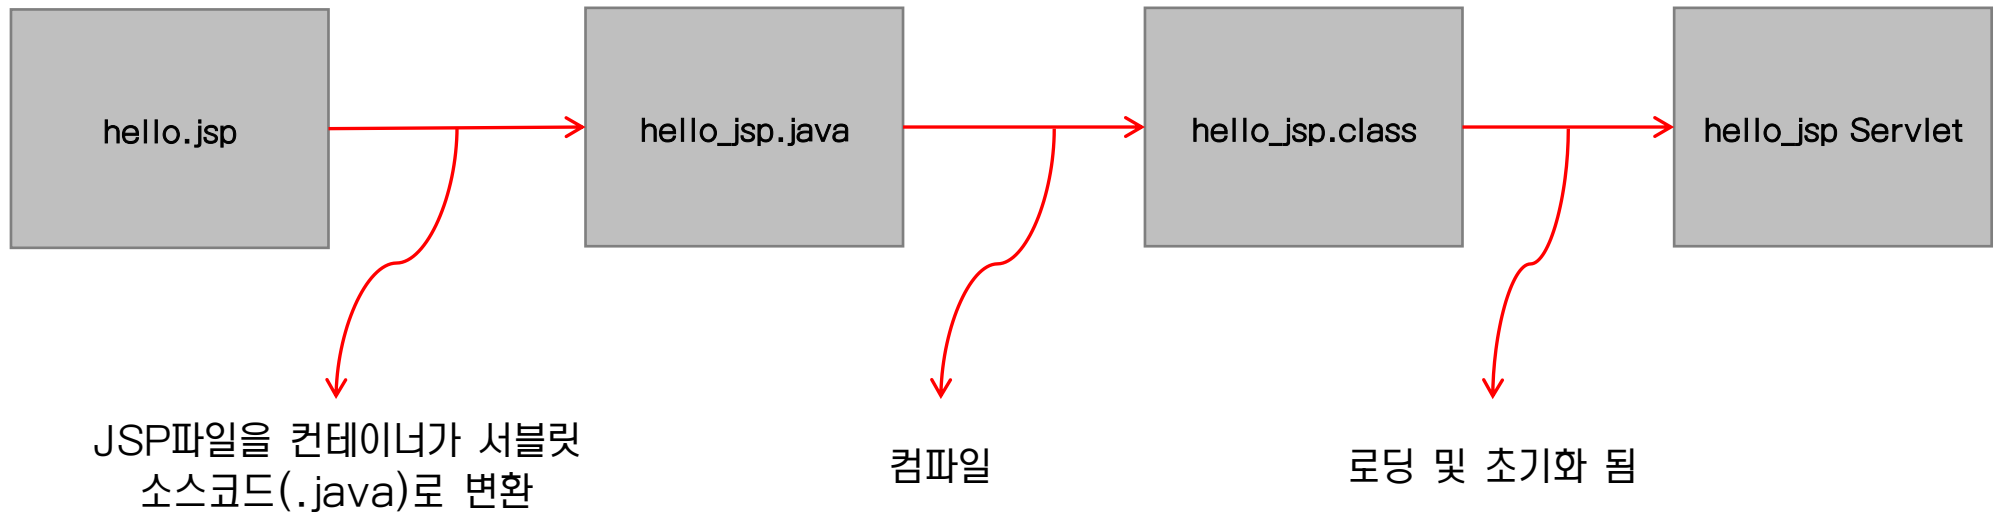 hello.jsp
hello_jsp.java
hello_jsp.class
hello_jsp Servlet
JSP파일을 컨테이너가 서블릿
소스코드(.java)로 변환
컴파일
로딩 및 초기화 됨